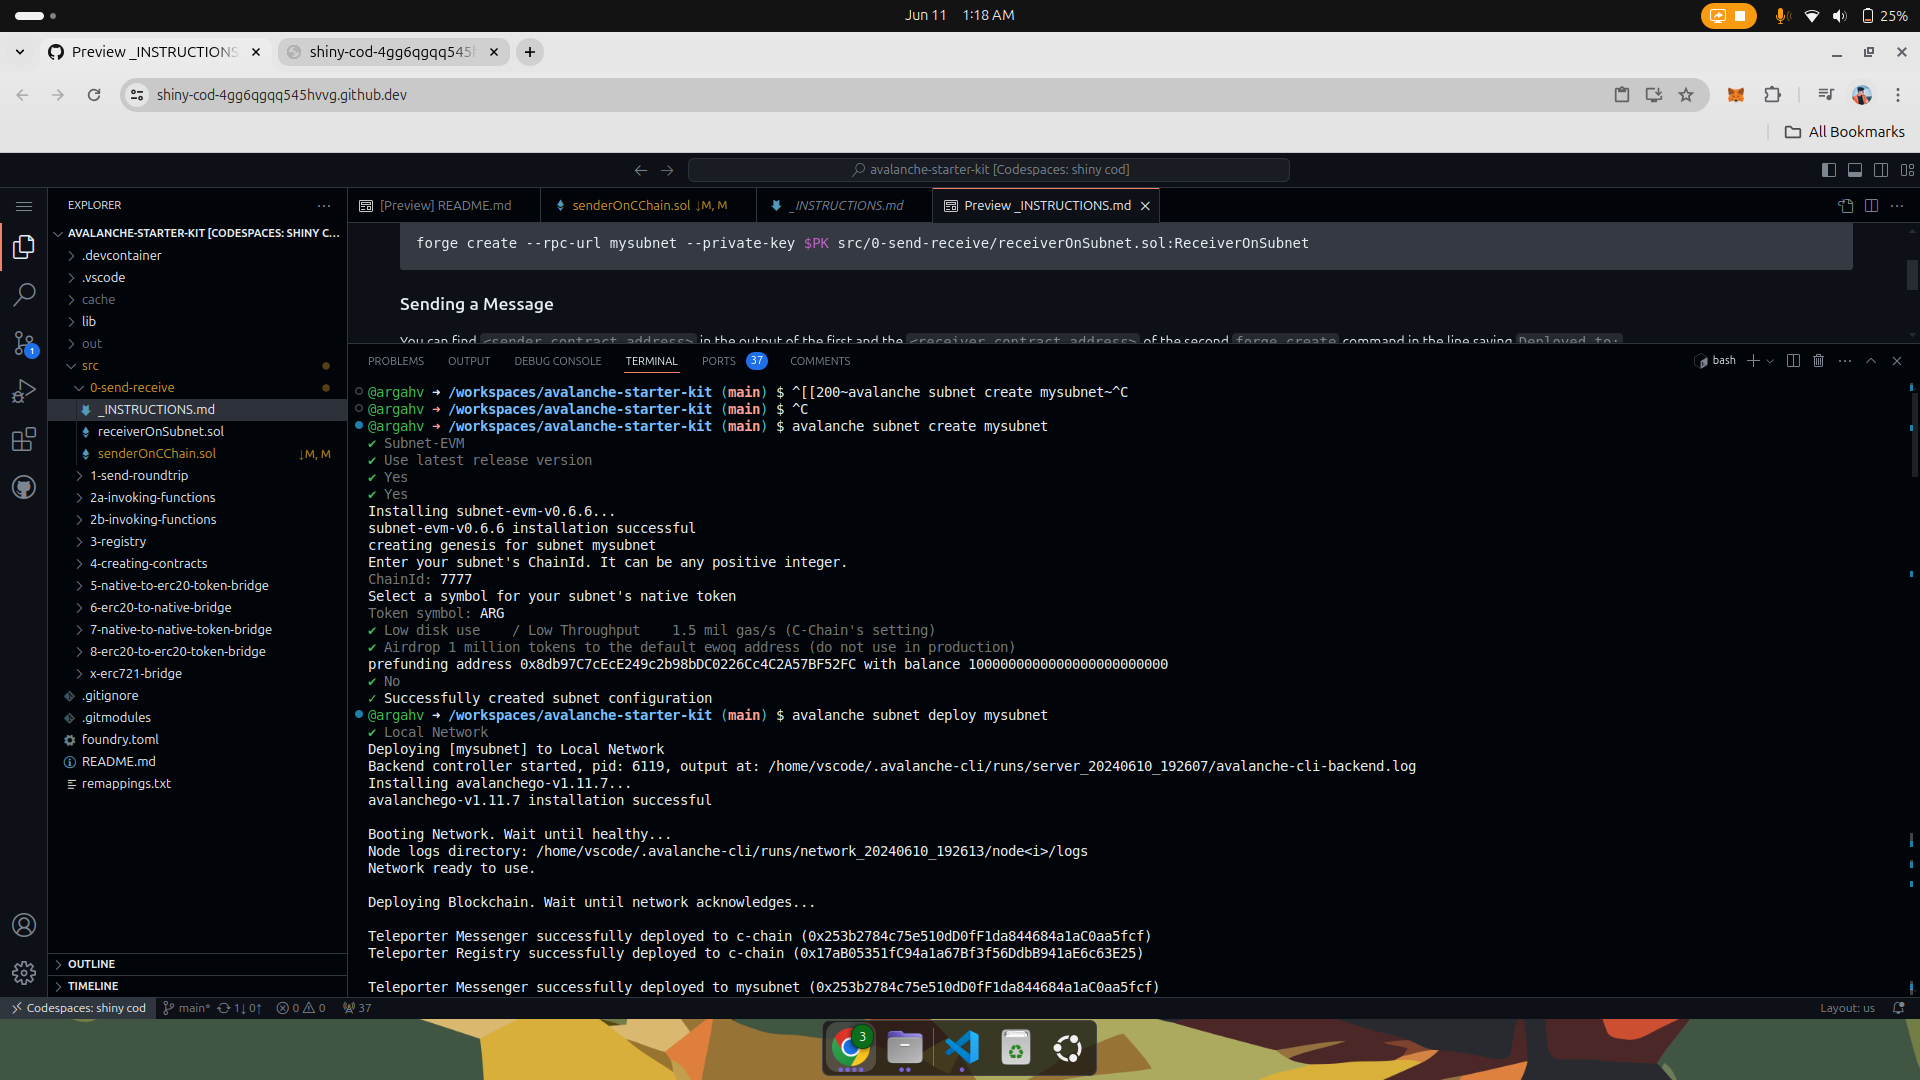 Jun 11 1:18 AM
25%
Preview _INSTRUCTIONS
shiny-cod-4gg6qgqq545h
shiny-cod-4gg6qgqq545hvvg.github.dev
All Bookmarks
avalanche-starter-kit [Codespaces: shiny cod]
EXPLORER
[Preview] README.md
senderOnCChain.sol ↓M, M
_INSTRUCTIONS.md
Preview _INSTRUCTIONS.md
AVALANCHE-STARTER-KIT [CODESPACES: SHINY C...
.devcontainer
.vscode
cache
lib
out
src
0-send-receive
_INSTRUCTIONS.md
receiverOnSubnet.sol
senderOnCChain.sol ↓M, M
1-send-roundtrip
2a-invoking-functions
2b-invoking-functions
3-registry
4-creating-contracts
5-native-to-erc20-token-bridge
6-erc20-to-native-bridge
7-native-to-native-token-bridge
8-erc20-to-erc20-token-bridge
x-erc721-bridge
.gitignore
.gitmodules
foundry.toml
README.md
remappings.txt
OUTLINE
TIMELINE
1
forge create --rpc-url mysubnet --private-key $PK src/0-send-receive/receiverOnSubnet.sol:ReceiverOnSubnet
Sending a Message
You can find <sender contract address> in the output of the first and the <receiver contract address> of the second forge create command in the line saying Deployed to:
PROBLEMS OUTPUT DEBUG CONSOLE TERMINAL PORTS 37 COMMENTS
bash
@argahv ➜ /workspaces/avalanche-starter-kit (main) $ ^[[200~avalanche subnet create mysubnet~^C
@argahv ➜ /workspaces/avalanche-starter-kit (main) $ ^C
@argahv ➜ /workspaces/avalanche-starter-kit (main) $ avalanche subnet create mysubnet
✔ Subnet-EVM
✔ Use latest release version
✔ Yes
✔ Yes
Installing subnet-evm-v0.6.6...
subnet-evm-v0.6.6 installation successful
creating genesis for subnet mysubnet
Enter your subnet's ChainId. It can be any positive integer.
ChainId: 7777
Select a symbol for your subnet's native token
Token symbol: ARG
✔ Low disk use / Low Throughput 1.5 mil gas/s (C-Chain's setting)
✔ Airdrop 1 million tokens to the default ewoq address (do not use in production)
prefunding address 0x8db97C7cEcE249c2b98bDC0226Cc4C2A57BF52FC with balance 1000000000000000000000000
✔ No
✓ Successfully created subnet configuration
@argahv ➜ /workspaces/avalanche-starter-kit (main) $ avalanche subnet deploy mysubnet
✔ Local Network
Deploying [mysubnet] to Local Network
Backend controller started, pid: 6119, output at: /home/vscode/.avalanche-cli/runs/server_20240610_192607/avalanche-cli-backend.log
Installing avalanchego-v1.11.7...
avalanchego-v1.11.7 installation successful
Booting Network. Wait until healthy...
Node logs directory: /home/vscode/.avalanche-cli/runs/network_20240610_192613/node<i>/logs
Network ready to use.
Deploying Blockchain. Wait until network acknowledges...
Teleporter Messenger successfully deployed to c-chain (0x253b2784c75e510dD0fF1da844684a1aC0aa5fcf)
Teleporter Registry successfully deployed to c-chain (0x17aB05351fC94a1a67Bf3f56DdbB941aE6c63E25)
Teleporter Messenger successfully deployed to mysubnet (0x253b2784c75e510dD0fF1da844684a1aC0aa5fcf)
Codespaces: shiny cod main* 1↓ 0↑ 0 0 37
Layout: us
3